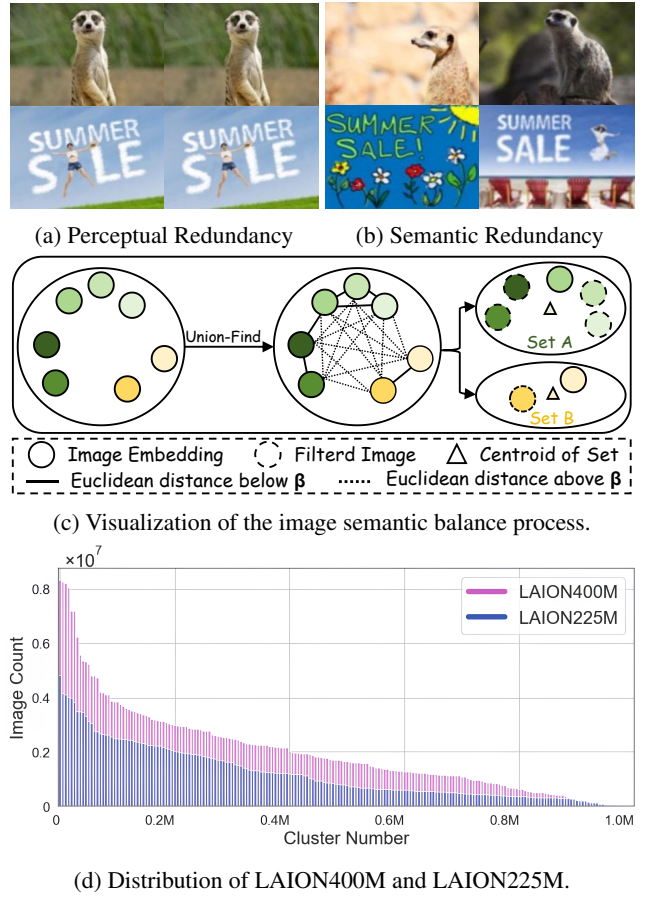 SUMMER
SALE
SUMMER
SALE
SUMMER
SALE!
SUMMER
SALE
(a) Perceptual Redundancy
(b) Semantic Redundancy
Union-Find
Set A
Set B
Image Embedding
Filterd Image
Centroid of Set
Euclidean distance below β
Euclidean distance above β
(c) Visualization of the image semantic balance process.
×10⁷
0.8
0.6
0.4
0.2
0
Image Count
LAION400M
LAION225M
0
0.2M
0.4M
0.6M
0.8M
1.0M
Cluster Number
(d) Distribution of LAION400M and LAION225M.